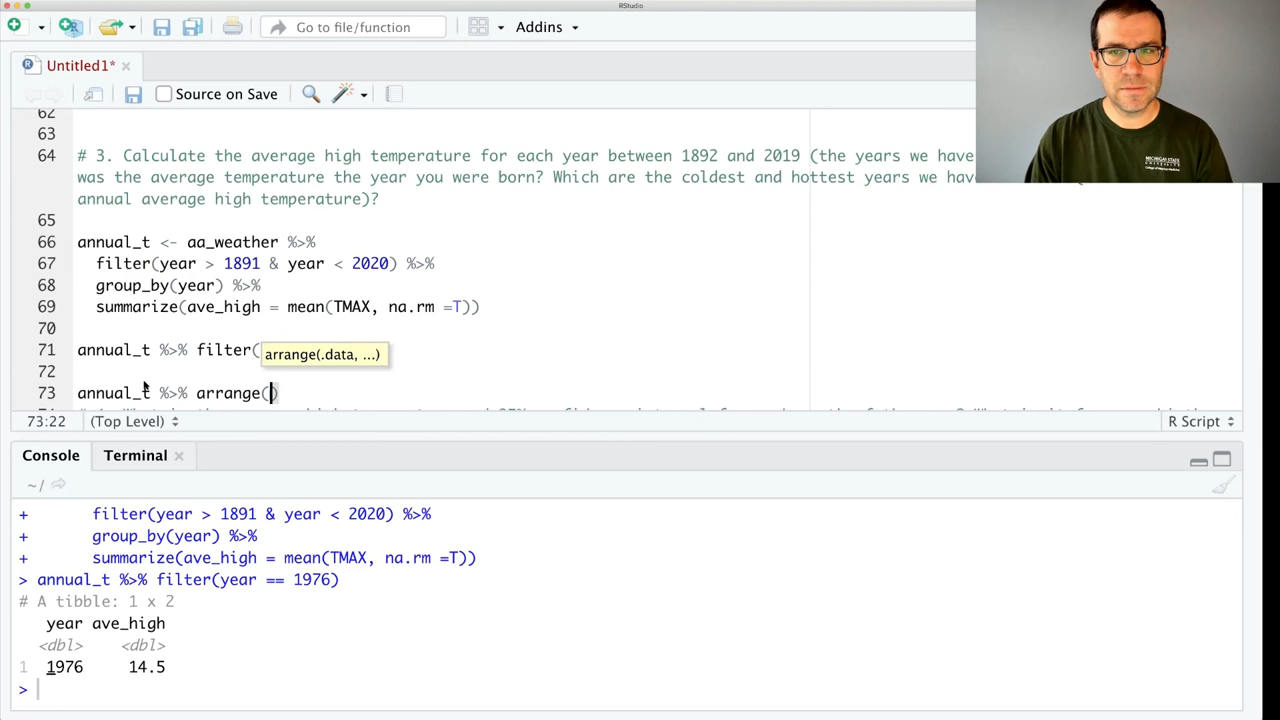 RStudio
Go to file/function
Addins
Untitled1*
Source on Save
62
63
64 # 3. Calculate the average high temperature for each year between 1892 and 2019 (the years we have
was the average temperature the year you were born? Which are the coldest and hottest years we have
annual average high temperature)?
65
66 annual_t <- aa_weather %>%
67 filter(year > 1891 & year < 2020) %>%
68 group_by(year) %>%
69 summarize(ave_high = mean(TMAX, na.rm =T))
70
71 annual_t %>% filter(
arrange(.data, ...)
72
73 annual_t %>% arrange()
73:22 (Top Level) R Script
Console Terminal
~/
+ filter(year > 1891 & year < 2020) %>%
+ group_by(year) %>%
+ summarize(ave_high = mean(TMAX, na.rm =T))
> annual_t %>% filter(year == 1976)
# A tibble: 1 x 2
year ave_high
<dbl> <dbl>
1 1976 14.5
>
MICHIGAN STATE
UNIVERSITY